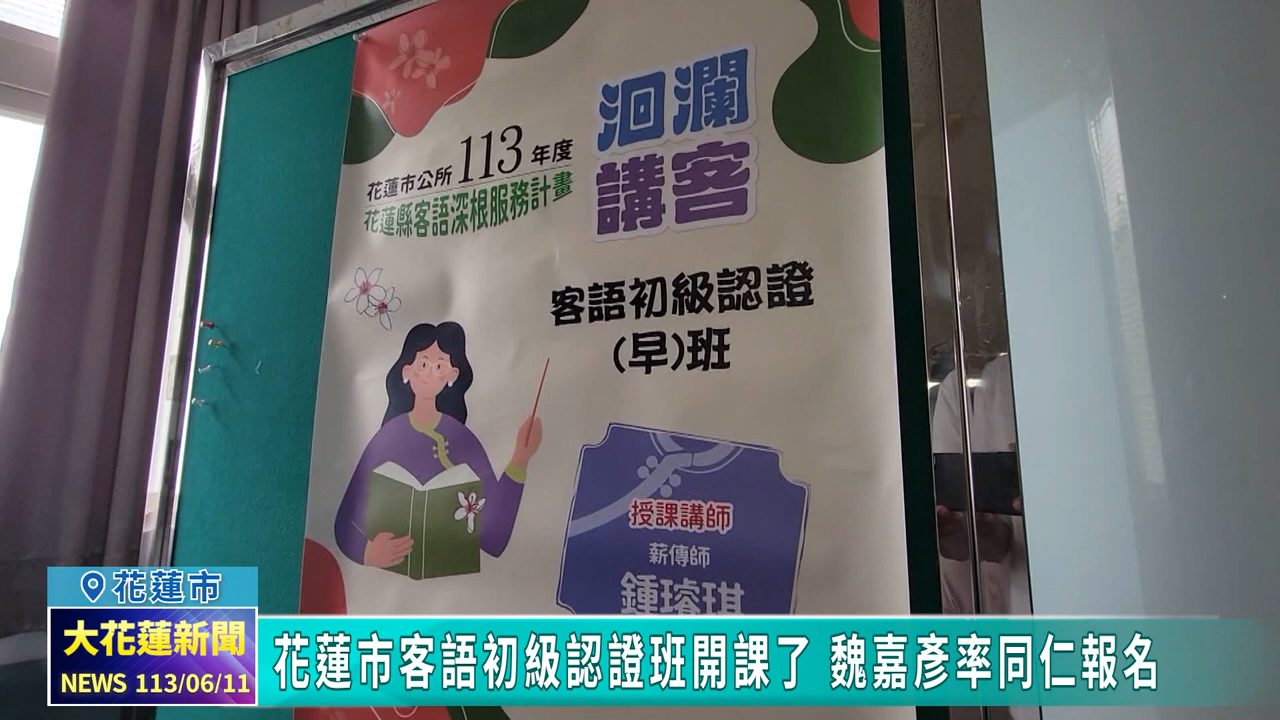 洄瀾
講客
花蓮市公所113年度
花蓮縣客語深根服務計畫
客語初級認證
(早)班
授課講師
薪傳師
鍾璿琪
花蓮市
大花蓮新聞
NEWS 113/06/11
花蓮市客語初級認證班開課了 魏嘉彥率同仁報名